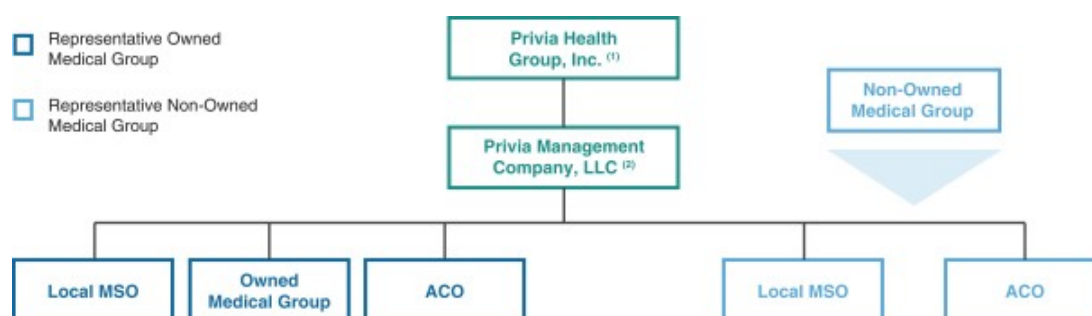 Representative Owned
Medical Group
Representative Non-Owned
Medical Group
Privia Health
Group, Inc. (1)
Non-Owned
Medical Group
Privia Management
Company, LLC (2)
Local MSO
Owned
Medical Group
ACO
Local MSO
ACO